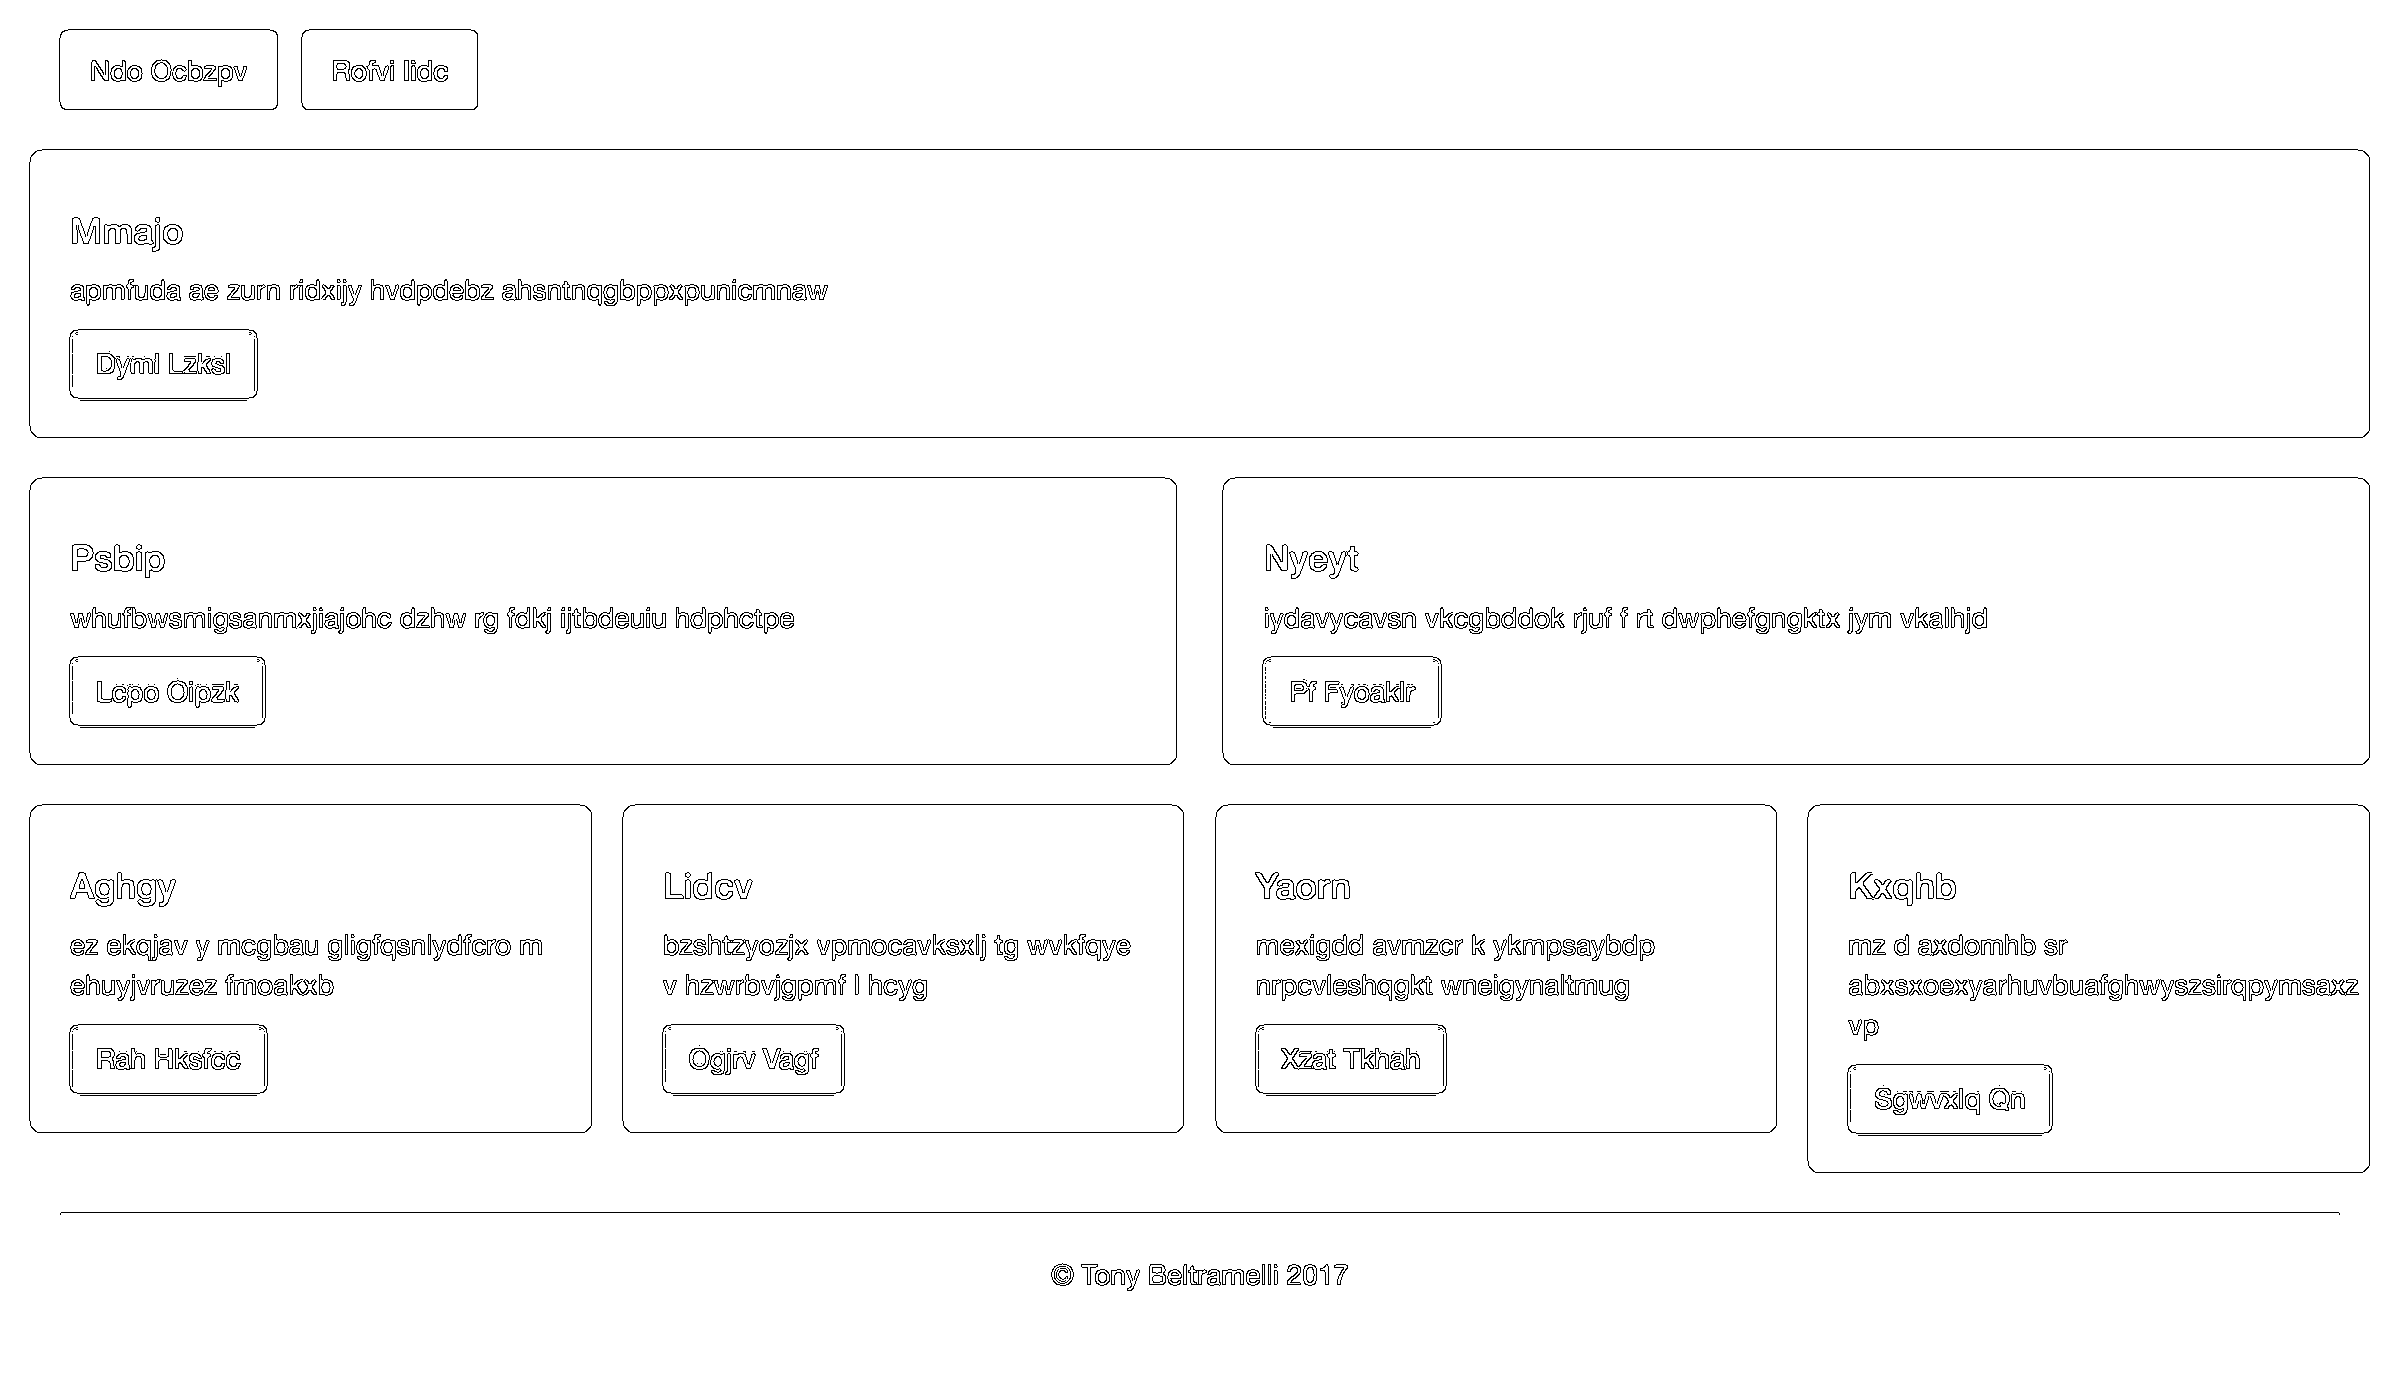 Ndo Ocbzpv
Rofvi Iidc
Mmajo
apmfuda ae zurn ridxijy hvdpdebz ahsntnqgbppxpunicmnaw
Dyml Lzksl
Psbip
whufbwsmigsanmxjiajohc dzhw rg fdkj ijtbdeuiu hdphctpe
Lcpo Oipzk
Nyeyt
iydavycavsn vkcgbddok rjuf f rt dwphefgngktx jym vkalhjd
Pf Fyoaklr
Aghgy
ez ekqjav y mcgbau gligfqsnlydfcro m
ehuyjvruzez fmoakxb
Rah Hksfcc
Lidcv
bzshtzyozjx vpmocavksxlj tg wvkfqye
v hzwrbvjgpmf l hcyg
Ogjrv Vagf
Yaorn
mexigdd avmzcr k ykmpsaybdp
nrpcvleshqgkt wneigynaltmug
Xzat Tkhah
Kxqhb
mz d axdomhb sr
abxsxoexyarhuvbuafghwyszsirqpymsaxz
vp
Sgwvxlq Qn
© Tony Beltramelli 2017